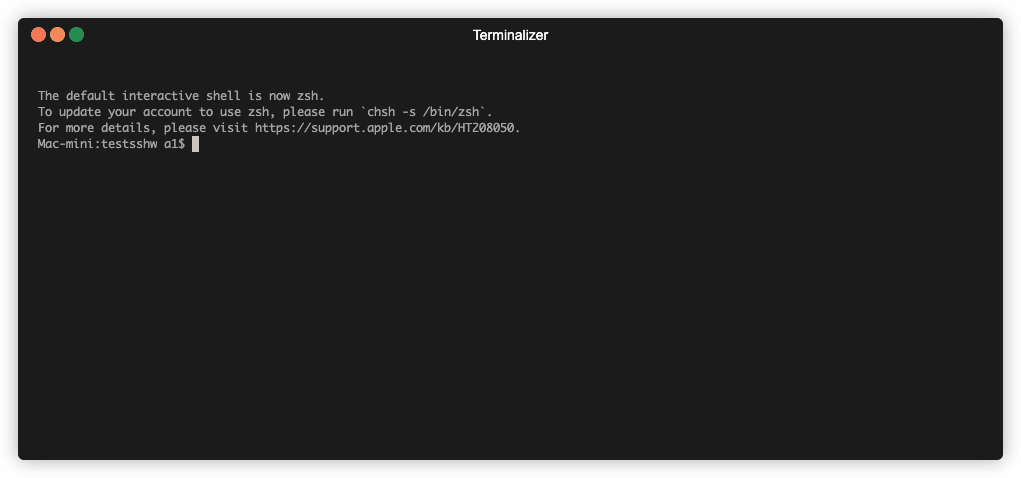 Terminalizer
The default interactive shell is now zsh.
To update your account to use zsh, please run `chsh -s /bin/zsh`.
For more details, please visit https://support.apple.com/kb/HT208050.
Mac-mini:testsshw a1$